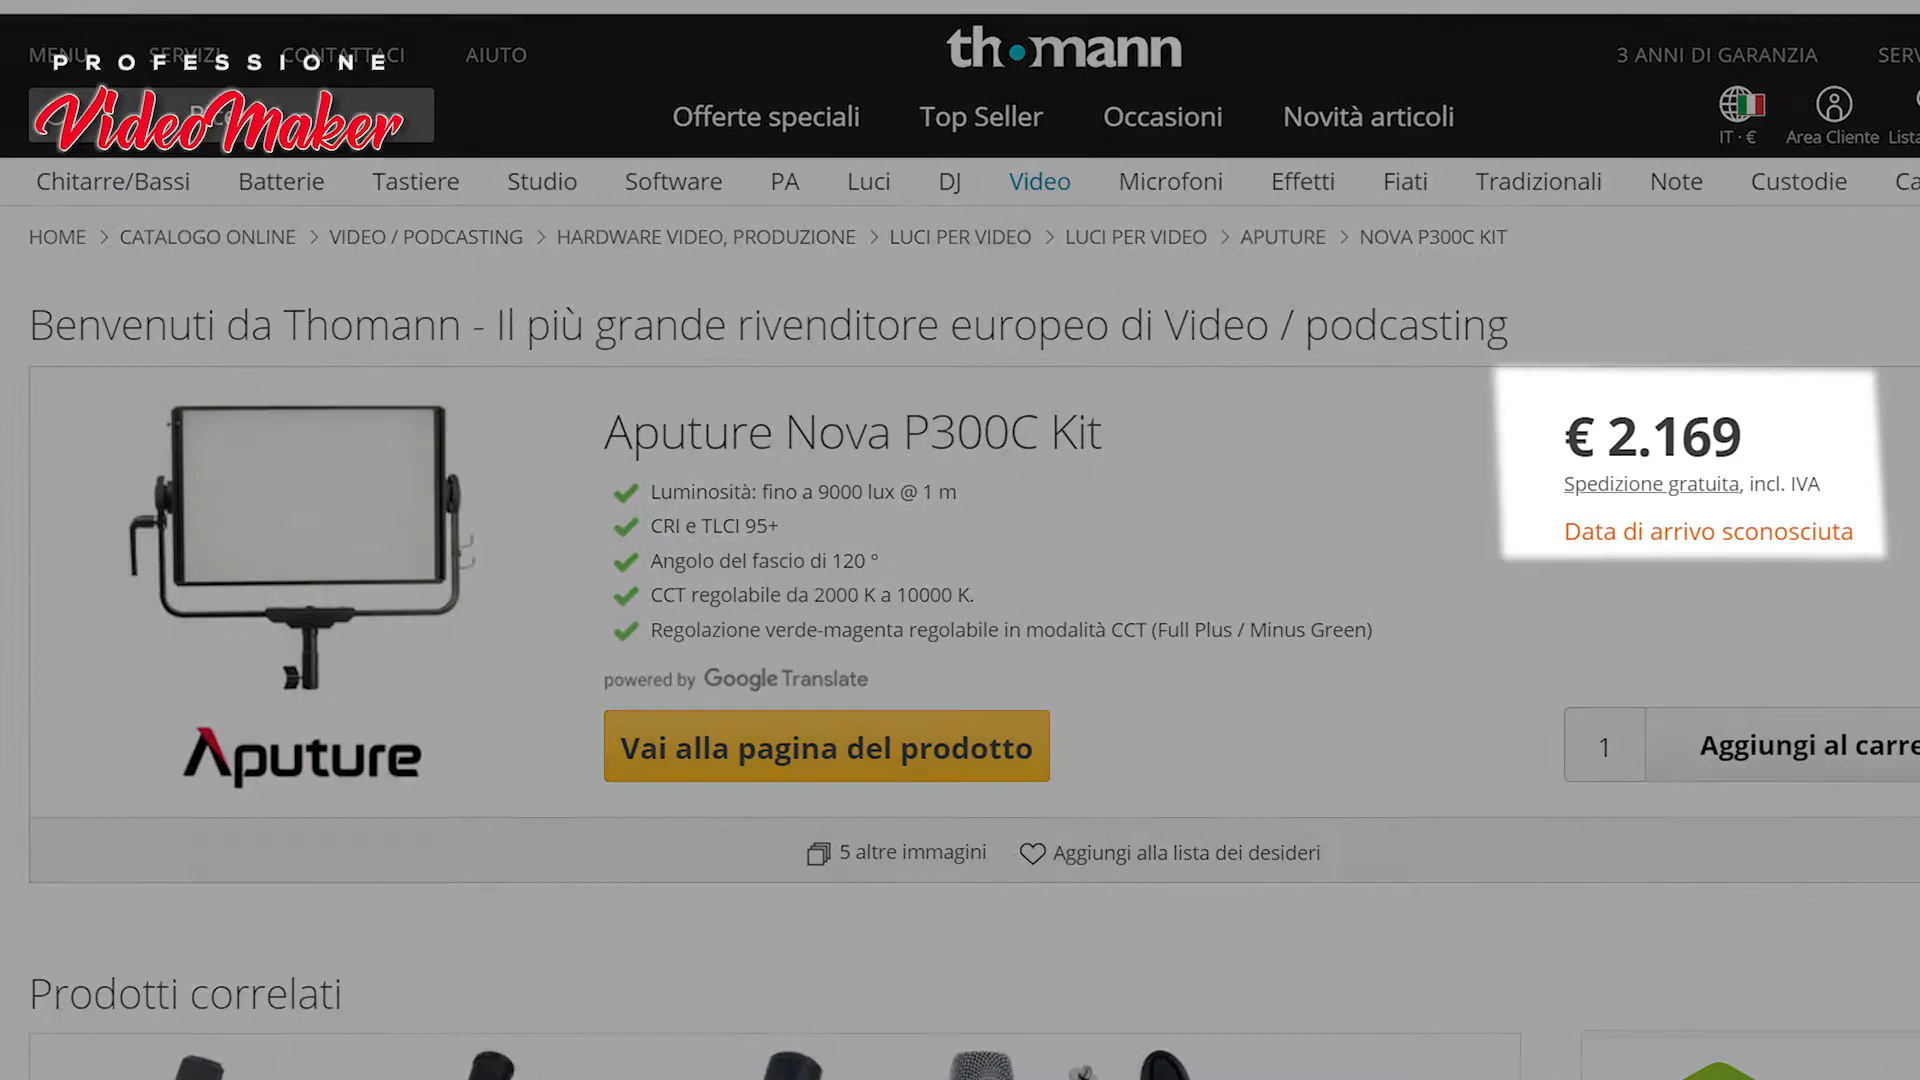 MENU SERVIZI CONTATTACI AIUTO
thomann
3 ANNI DI GARANZIA
PROFESSIONE
VideoMaker
Offerte speciali Top Seller Occasioni Novità articoli
IT · € Area Cliente
Chitarre/Bassi Batterie Tastiere Studio Software PA Luci DJ Video Microfoni Effetti Fiati Tradizionali Note Custodie
HOME > CATALOGO ONLINE > VIDEO / PODCASTING > HARDWARE VIDEO, PRODUZIONE > LUCI PER VIDEO > LUCI PER VIDEO > APUTURE > NOVA P300C KIT
Benvenuti da Thomann - Il più grande rivenditore europeo di Video / podcasting
Aputure Nova P300C Kit
Luminosità: fino a 9000 lux @ 1 m
CRI e TLCI 95+
Angolo del fascio di 120 °
CCT regolabile da 2000 K a 10000 K.
Regolazione verde-magenta regolabile in modalità CCT (Full Plus / Minus Green)
powered by Google Translate
Vai alla pagina del prodotto
Aputure
€ 2.169
Spedizione gratuita, incl. IVA
Data di arrivo sconosciuta
1 Aggiungi al carre
5 altre immagini Aggiungi alla lista dei desideri
Prodotti correlati